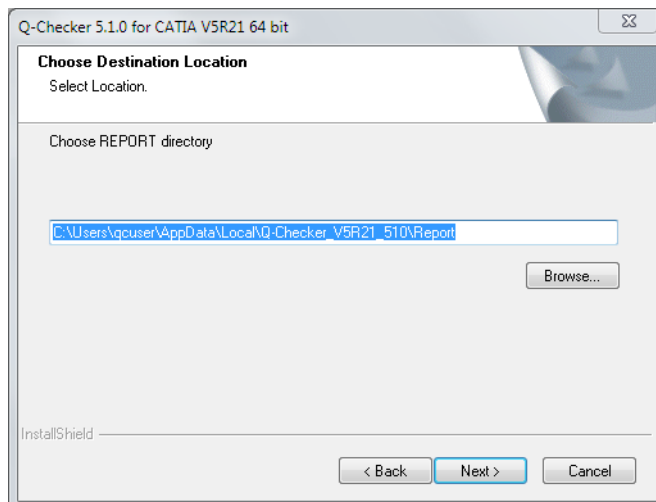 Q-Checker 5.1.0 for CATIA V5R21 64 bit
Choose Destination Location
Select Location.
Choose REPORT directory
C:\Users\qcuser\AppData\Local\Q-Checker_V5R21_510\Report
Browse...
InstallShield
< Back
Next >
Cancel